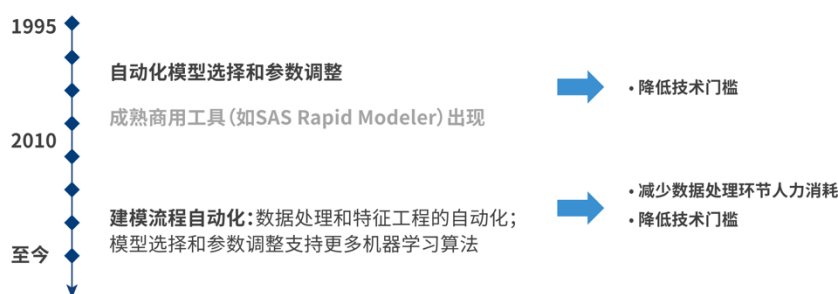 1995
自动化模型选择和参数调整
• 降低技术门槛
成熟商用工具（如SAS Rapid Modeler）出现
2010
• 减少数据处理环节人力消耗
建模流程自动化：数据处理和特征工程的自动化；
• 降低技术门槛
模型选择和参数调整支持更多机器学习算法
至今